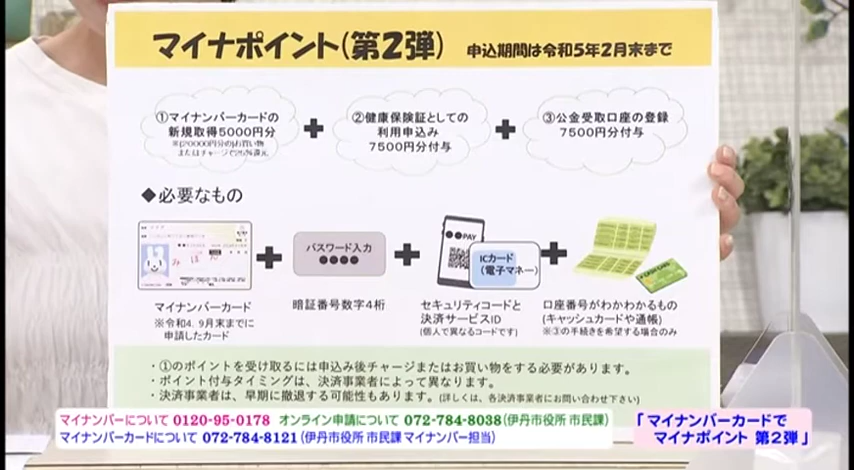 マイナポイント(第2弾) 申込期間は令和5年2月末まで
①マイナンバーカードの
新規取得5000円分
※(20000円分のお買い物
またはチャージで25%還元
+
②健康保険証としての
利用申込み
7500円分付与
+
③公金受取口座の登録
7500円分付与
◆必要なもの
マイナンバーカード
※令和4.9月末までに
申請したカード
+
パスワード入力
●●●●
暗証番号数字4桁
+
●●PAY
ICカード
(電子マネー)
セキュリティコードと
決済サービスID
(個人で異なるコードです)
+
口座番号がわかわかるもの
(キャッシュカードや通帳)
※③の手続きを希望する場合のみ
・①のポイントを受け取るには申込み後チャージまたはお買い物をする必要があります。
・ポイント付与タイミングは、決済事業者によって異なります。
・決済事業者は、早期に撤退する可能性もあります。(詳しくは、各決済事業者にお問い合わせ下さい)
マイナンバーについて 0120-95-0178 オンライン申請について 072-784-8038(伊丹市役所 市民課)
マイナンバーカードについて 072-784-8121(伊丹市役所 市民課 マイナンバー担当)
「マイナンバーカードで
マイナポイント 第2弾」